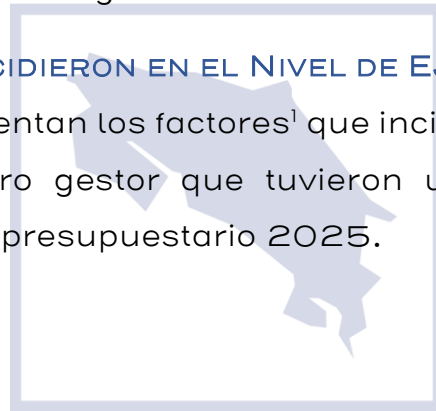 CIDIERON EN EL NIVEL DE EJ
entan los factores¹ que inci
ro gestor que tuvieron u
presupuestario 2025.